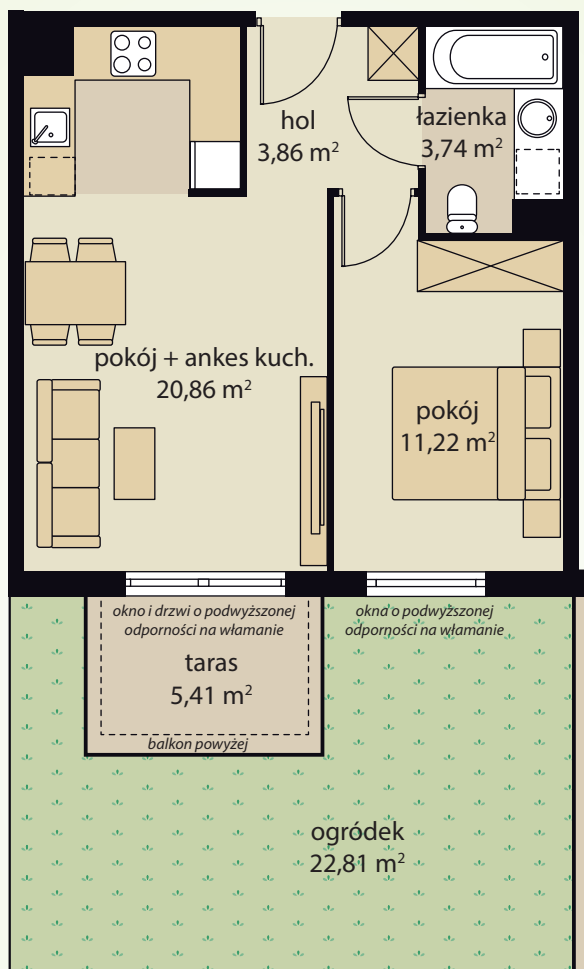 hol
3,86 m²
łazienka
3,74 m²
pokój + ankes kuch.
20,86 m²
pokój
11,22 m²
okno i drzwi o podwyższonej
odporności na włamanie
okna o podwyższonej
odporności na włamanie
taras
5,41 m²
balkon powyżej
ogródek
22,81 m²